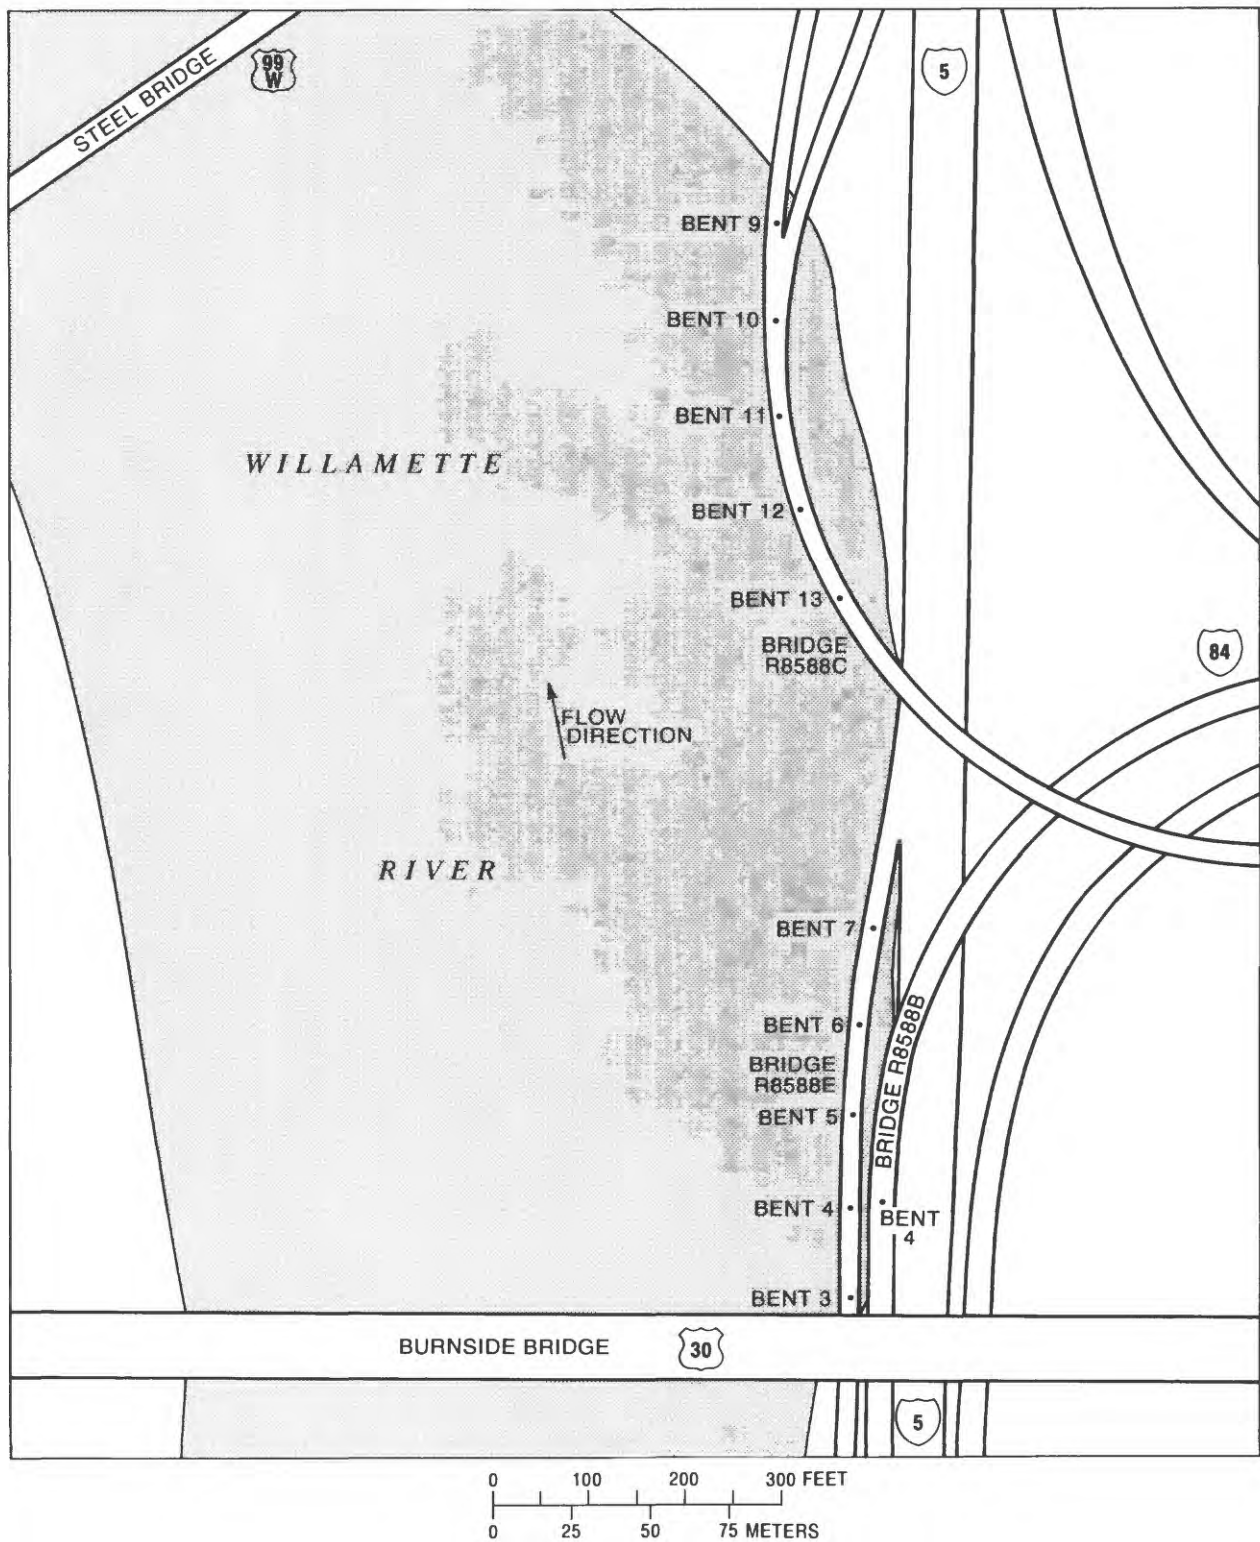 STEEL BRIDGE
99
W
5
BENT 9
BENT 10
BENT 11
WILLAMETTE
BENT 12
BENT 13
BRIDGE
R8588C
84
FLOW
DIRECTION
RIVER
BENT 7
BENT 6
BRIDGE
R8588E
BRIDGE R8588B
BENT 5
BENT 4
BENT
4
BENT 3
BURNSIDE BRIDGE
30
5
0 100 200 300 FEET
0 25 50 75 METERS